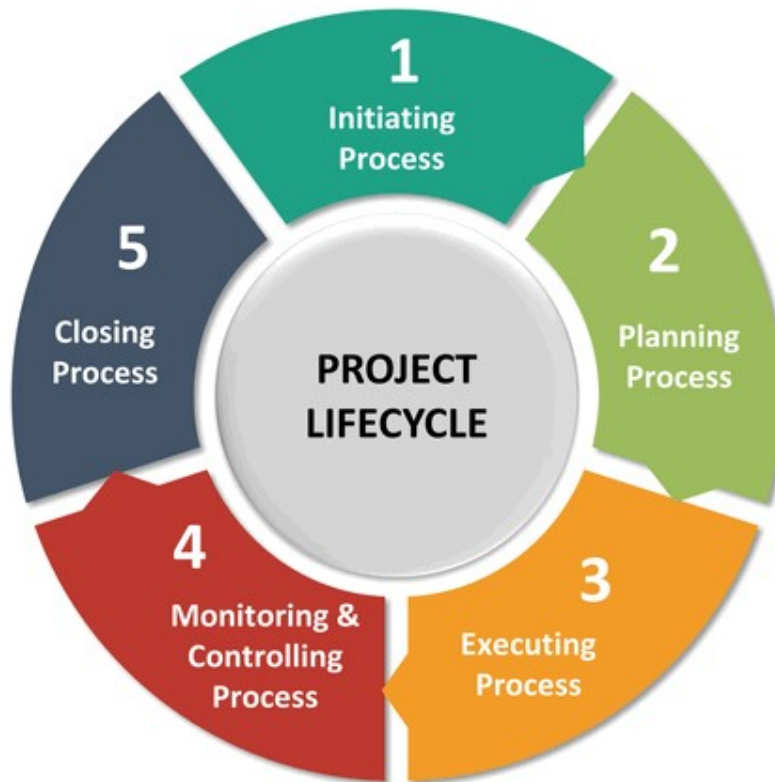 1
Initiating
Process
2
Planning
Process
3
Executing
Process
4
Monitoring &
Controlling
Process
5
Closing
Process
PROJECT
LIFECYCLE